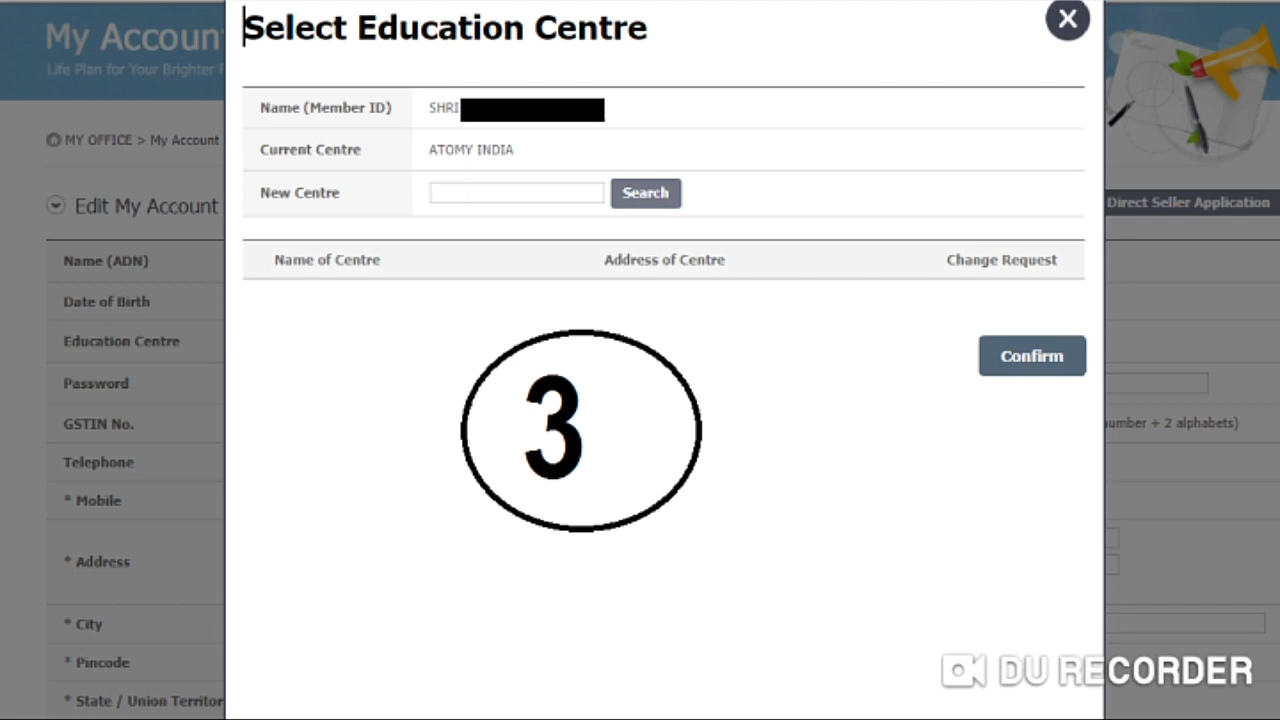 Select Education Centre
X
My Accoun
Life Plan for Your Brighter F
Name (Member ID) SHRI
MY OFFICE > My Account
Current Centre ATOMY INDIA
New Centre Search
Edit My Account
Direct Seller Application
Name of Centre Address of Centre Change Request
Name (ADN)
Date of Birth
Education Centre
Confirm
Password
GSTIN No.
umber + 2 alphabets)
3
Telephone
* Mobile
* Address
* City
* Pincode
* State / Union Territor
DU RECORDER